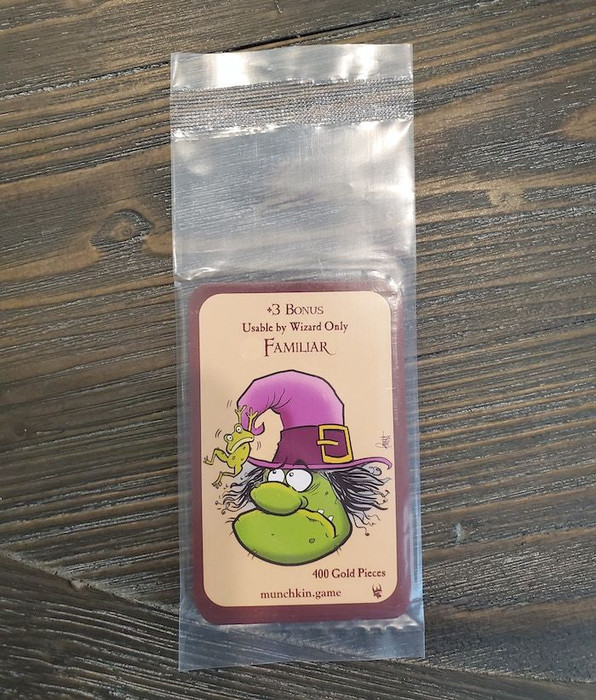 +3 Bonus
Usable by Wizard Only
Familiar
400 Gold Pieces
munchkin.game